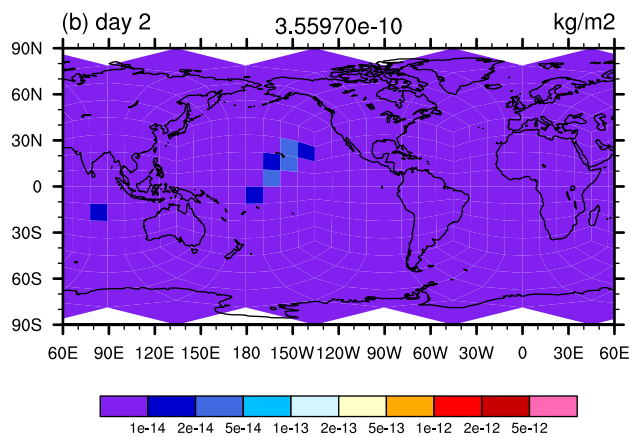 (b) day 2 3.55970e-10 kg/m2
90N
60N
30N
0
30S
60S
90S
60E 90E 120E 150E 180 150W 120W 90W 60W 30W 0 30E 60E
1e-14 2e-14 5e-14 1e-13 2e-13 5e-13 1e-12 2e-12 5e-12